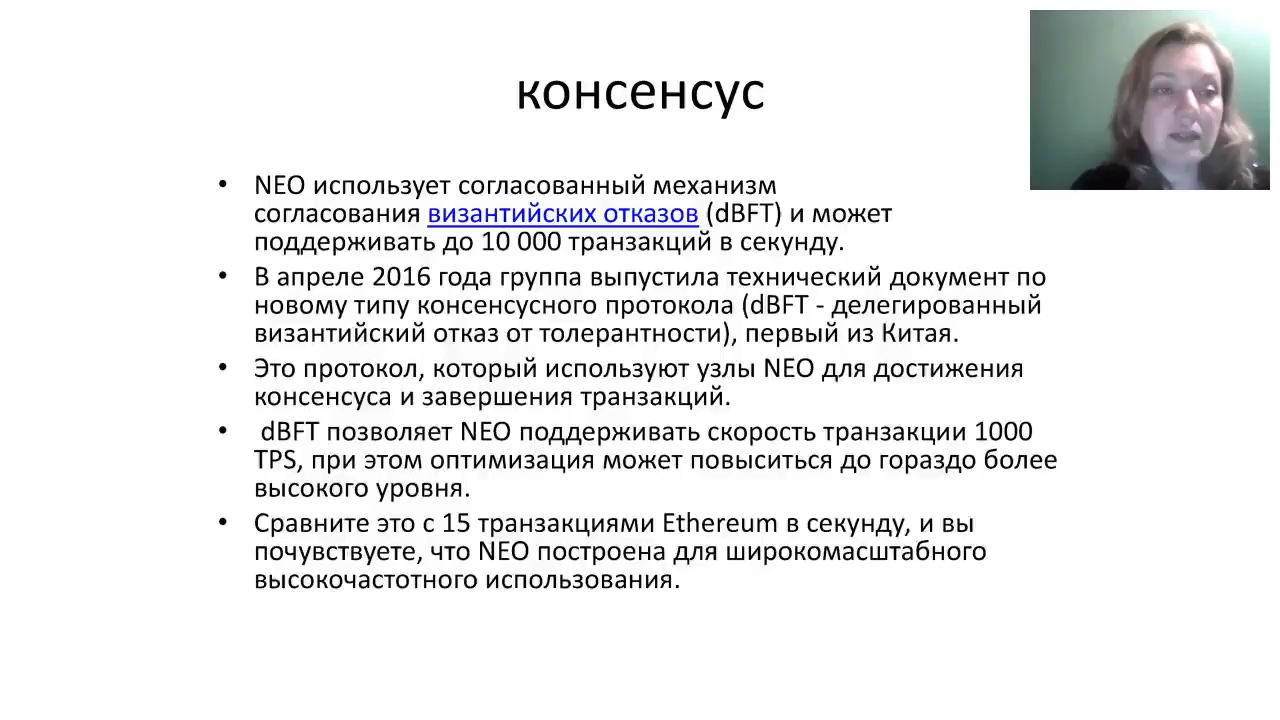 консенсус
• NEO использует согласованный механизм
согласования византийских отказов (dBFT) и может
поддерживать до 10 000 транзакций в секунду.
• В апреле 2016 года группа выпустила технический документ по
новому типу консенсусного протокола (dBFT - делегированный
византийский отказ от толерантности), первый из Китая.
• Это протокол, который используют узлы NEO для достижения
консенсуса и завершения транзакций.
• dBFT позволяет NEO поддерживать скорость транзакции 1000
TPS, при этом оптимизация может повыситься до гораздо более
высокого уровня.
• Сравните это с 15 транзакциями Ethereum в секунду, и вы
почувствуете, что NEO построена для широкомасштабного
высокочастотного использования.